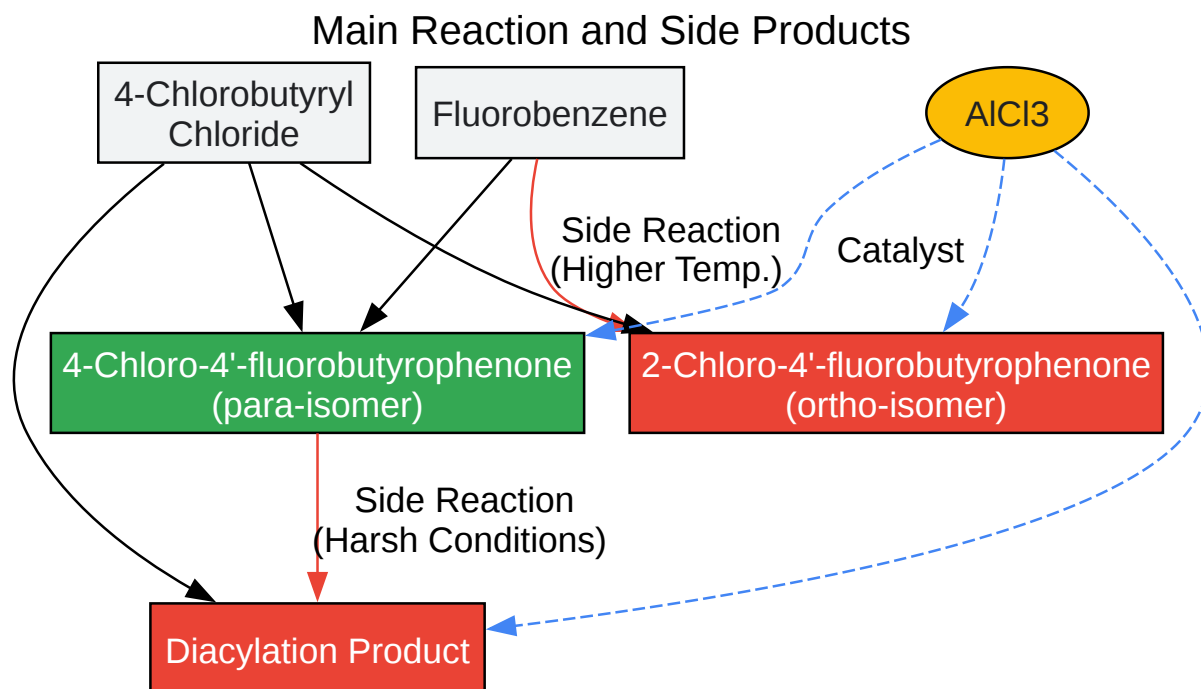 Main Reaction and Side Products
4-Chlorobutyryl
Chloride
Fluorobenzene
AlCl3
Side Reaction
(Higher Temp.)
Catalyst
4-Chloro-4'-fluorobutyrophenone
(para-isomer)
2-Chloro-4'-fluorobutyrophenone
(ortho-isomer)
Side Reaction
(Harsh Conditions)
Diacylation Product